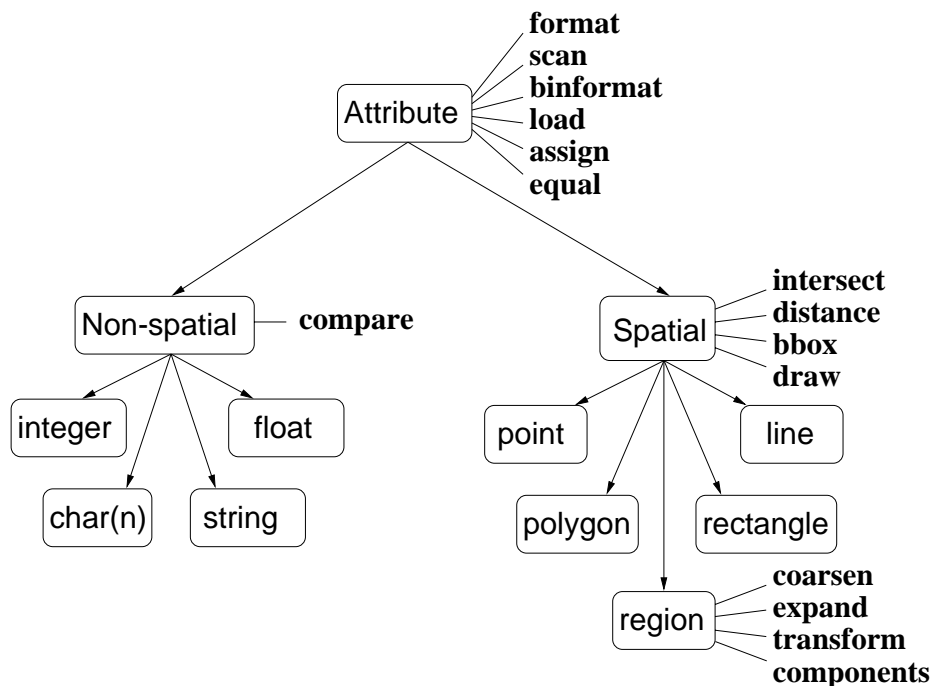 format
scan
binformat
Attribute
load
assign
equal
Non-spatial
compare
intersect
distance
Spatial
bbox
draw
integer
float
point
line
char(n)
string
polygon
rectangle
coarsen
expand
region
transform
components